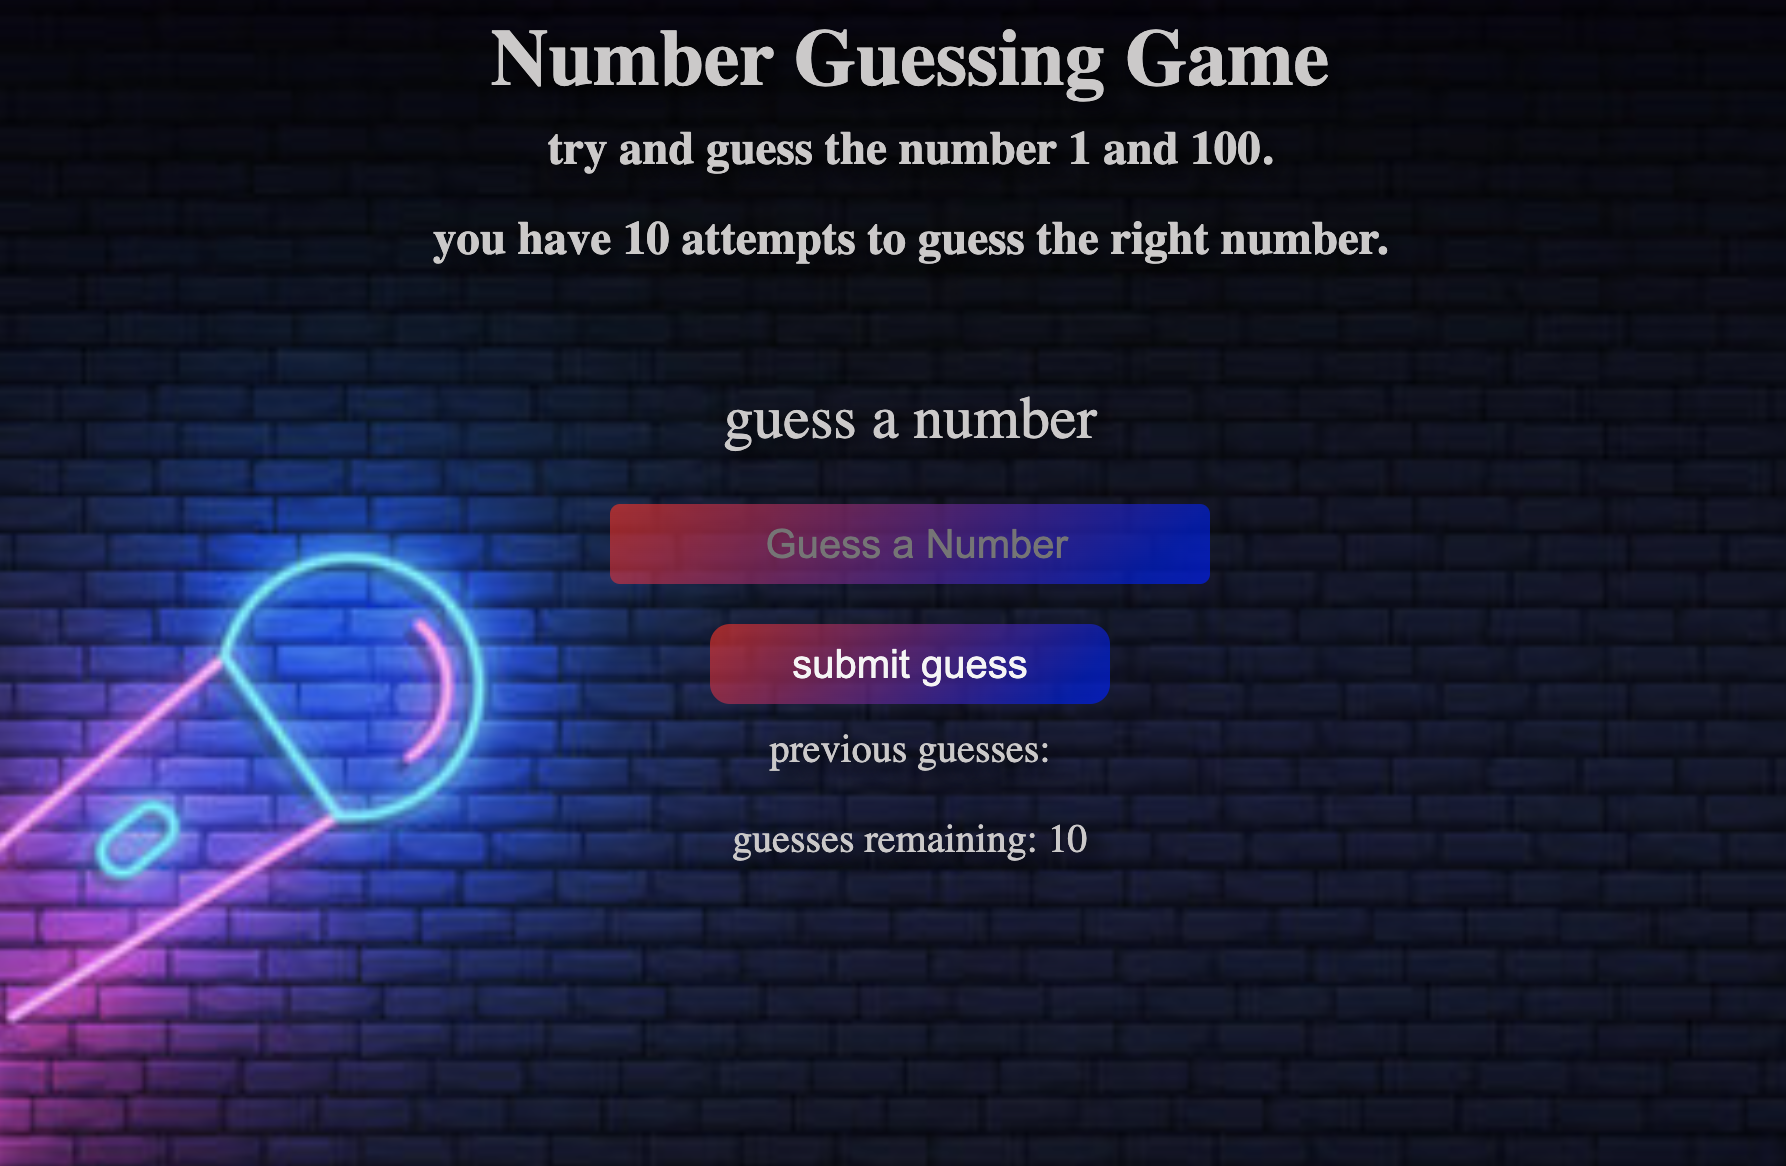 Number Guessing Game
try and guess the number 1 and 100.
you have 10 attempts to guess the right number.
guess a number
Guess a Number
submit guess
previous guesses:
guesses remaining: 10